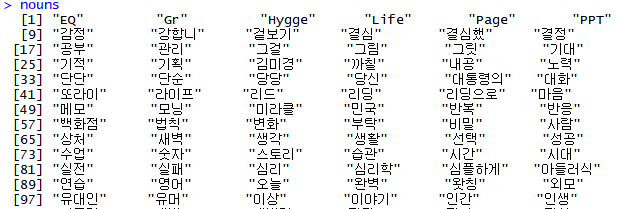 > nouns
[1] "EQ" "Gr" "Hygge" "Life" "Page" "PPT"
[9] "감정" "강합니" "겉보기" "결심" "결심했" "결정"
[17] "공부" "관리" "그걸" "그림" "그릿" "기대"
[25] "기적" "기획" "김미경" "까칠" "내공" "노력"
[33] "단단" "단순" "당당" "당신" "대통령의" "대화"
[41] "또라이" "라이프" "리드" "리딩" "리딩으로" "마음"
[49] "메모" "모닝" "미라클" "민국" "반복" "반응"
[57] "백화점" "법칙" "변화" "부탁" "비밀" "사람"
[65] "상처" "새벽" "생각" "생활" "선택" "성공"
[73] "수업" "숫자" "스토리" "습관" "시간" "시대"
[81] "실전" "실패" "심리" "심리학" "심플하게" "아들러식"
[89] "연습" "영어" "오늘" "완벽" "왓칭" "외모"
[97] "유대인" "유머" "이상" "이야기" "인간" "인생"